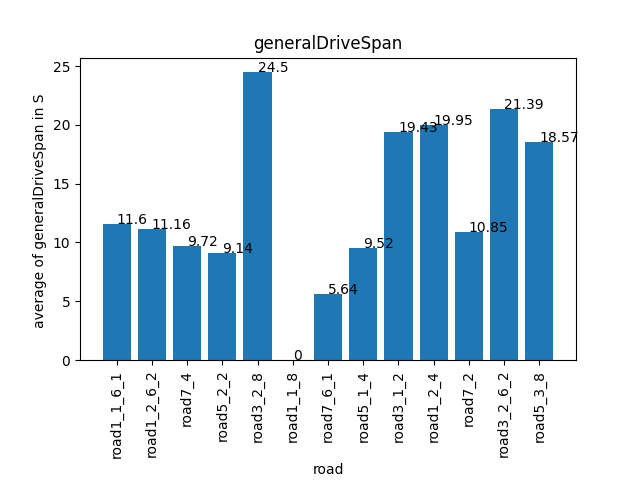 generalDriveSpan
average of generalDriveSpan in S
25
20
15
10
5
0
11.6
11.16
9.72
9.14
24.5
0
5.64
9.52
19.43
19.95
10.85
21.39
18.57
road1_1_6_1
road1_2_6_2
road7_4
road5_2_2
road3_2_8
road1_1_8
road7_6_1
road5_1_4
road3_1_2
road1_2_4
road7_2
road3_2_6_2
road5_3_8
road